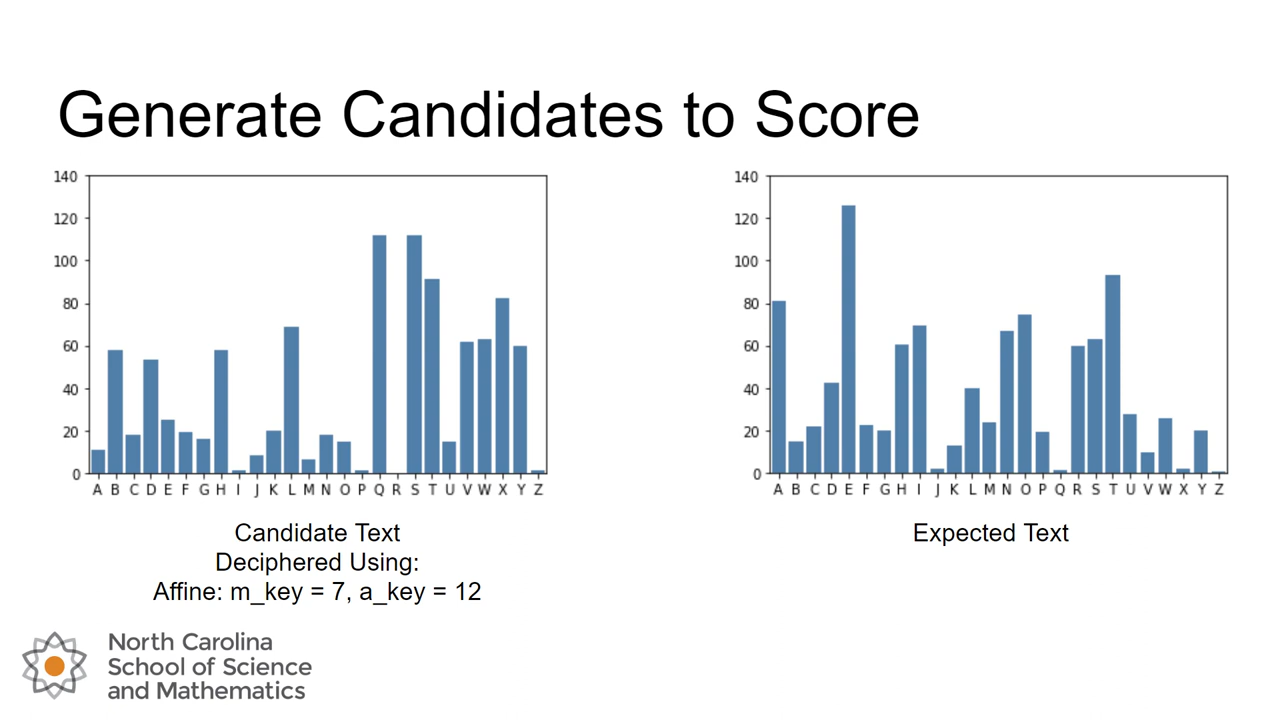 Generate Candidates to Score
140
120
100
80
60
40
20
0
A B C D E F G H I J K L M N O P Q R S T U V W X Y Z
Candidate Text
Deciphered Using:
Affine: m_key = 7, a_key = 12
140
120
100
80
60
40
20
0
A B C D E F G H I J K L M N O P Q R S T U V W X Y Z
Expected Text
North Carolina
School of Science
and Mathematics